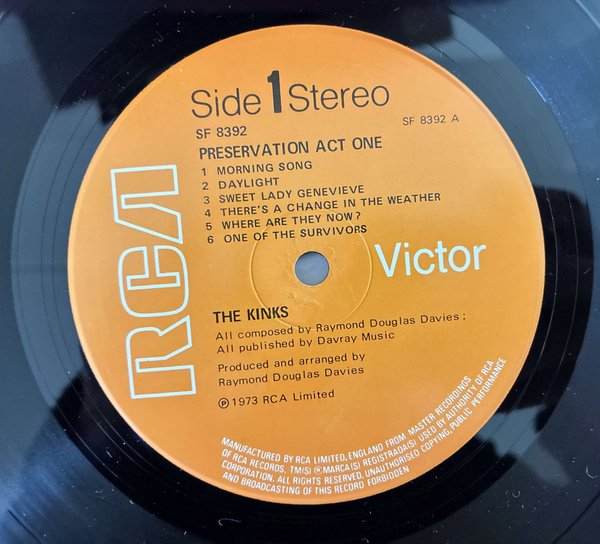 Side 1 Stereo
SF 8392
SF 8392 A
PRESERVATION ACT ONE
1 MORNING SONG
2 DAYLIGHT
3 SWEET LADY GENEVIEVE
4 THERE'S A CHANGE IN THE WEATHER
5 WHERE ARE THEY NOW?
6 ONE OF THE SURVIVORS
RCA
Victor
THE KINKS
All composed by Raymond Douglas Davies;
All published by Davray Music
Produced and arranged by
Raymond Douglas Davies
℗ 1973 RCA Limited
MANUFACTURED BY RCA LIMITED, ENGLAND FROM MASTER RECORDINGS
OF RCA RECORDS. TM(S) ® MARCA(S) REGISTRADA(S) USED BY AUTHORITY OF RCA
CORPORATION. ALL RIGHTS RESERVED. UNAUTHORISED COPYING, PUBLIC PERFORMANCE
AND BROADCASTING OF THIS RECORD FORBIDDEN